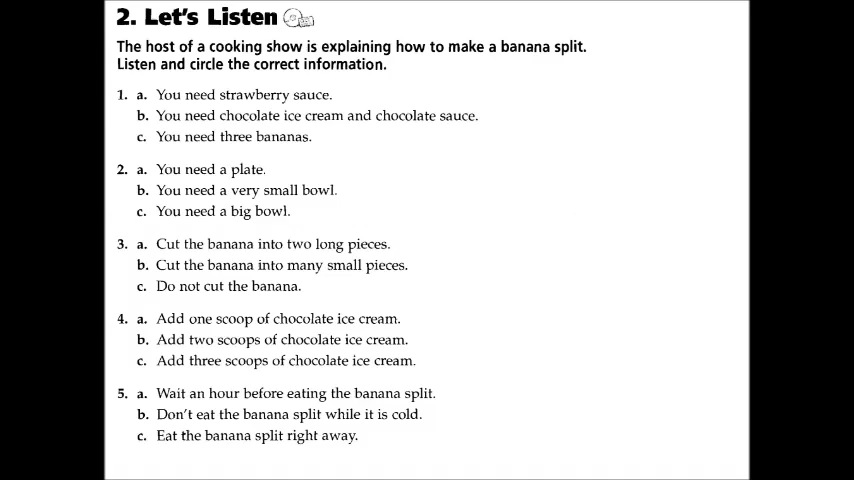 2. Let's Listen
The host of a cooking show is explaining how to make a banana split.
Listen and circle the correct information.
1. a. You need strawberry sauce.
b. You need chocolate ice cream and chocolate sauce.
c. You need three bananas.
2. a. You need a plate.
b. You need a very small bowl.
c. You need a big bowl.
3. a. Cut the banana into two long pieces.
b. Cut the banana into many small pieces.
c. Do not cut the banana.
4. a. Add one scoop of chocolate ice cream.
b. Add two scoops of chocolate ice cream.
c. Add three scoops of chocolate ice cream.
5. a. Wait an hour before eating the banana split.
b. Don't eat the banana split while it is cold.
c. Eat the banana split right away.